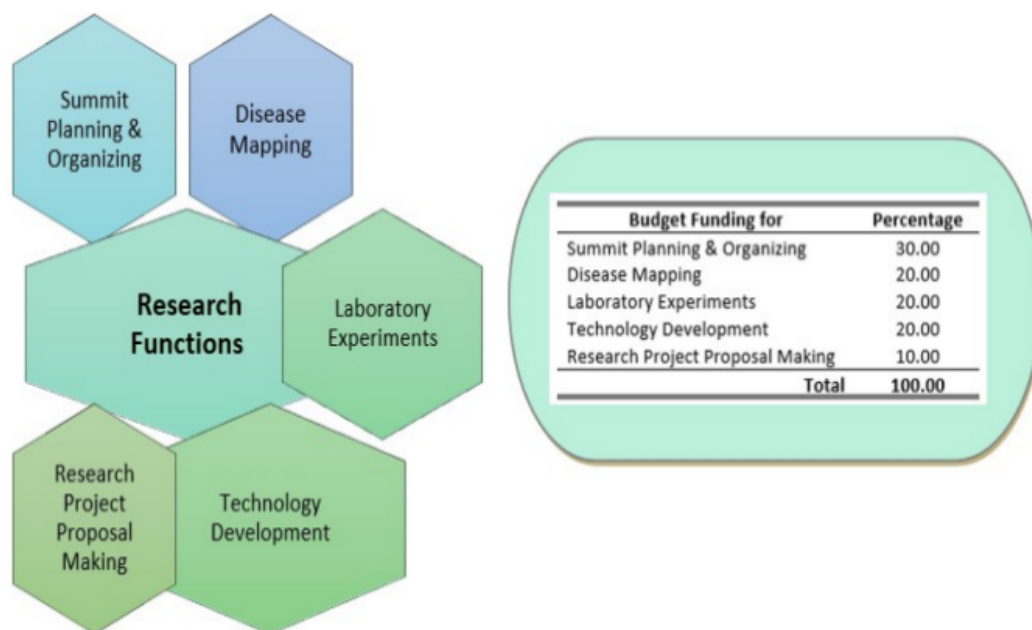 Summit
Planning &
Organizing
Disease
Mapping
Research
Functions
Laboratory
Experiments
Research
Project
Proposal
Making
Technology
Development
Budget Funding for Percentage
Summit Planning & Organizing 30.00
Disease Mapping 20.00
Laboratory Experiments 20.00
Technology Development 20.00
Research Project Proposal Making 10.00
Total 100.00